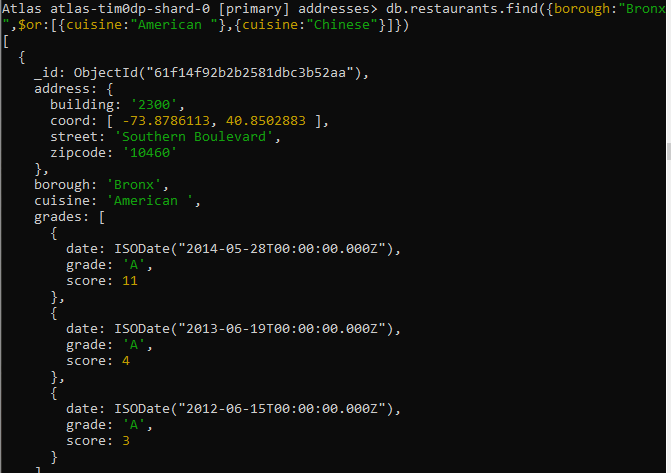 Atlas atlas-tim0dp-shard-0 [primary] addresses> db.restaurants.find({borough:"Bronx
",$or:[{cuisine:"American "},{cuisine:"Chinese"}]})
[
  {
    _id: ObjectId("61f14f92b2b2581dbc3b52aa"),
    address: {
      building: '2300',
      coord: [ -73.8786113, 40.8502883 ],
      street: 'Southern Boulevard',
      zipcode: '10460'
    },
    borough: 'Bronx',
    cuisine: 'American ',
    grades: [
      {
        date: ISODate("2014-05-28T00:00:00.000Z"),
        grade: 'A',
        score: 11
      },
      {
        date: ISODate("2013-06-19T00:00:00.000Z"),
        grade: 'A',
        score: 4
      },
      {
        date: ISODate("2012-06-15T00:00:00.000Z"),
        grade: 'A',
        score: 3
      }
    ]